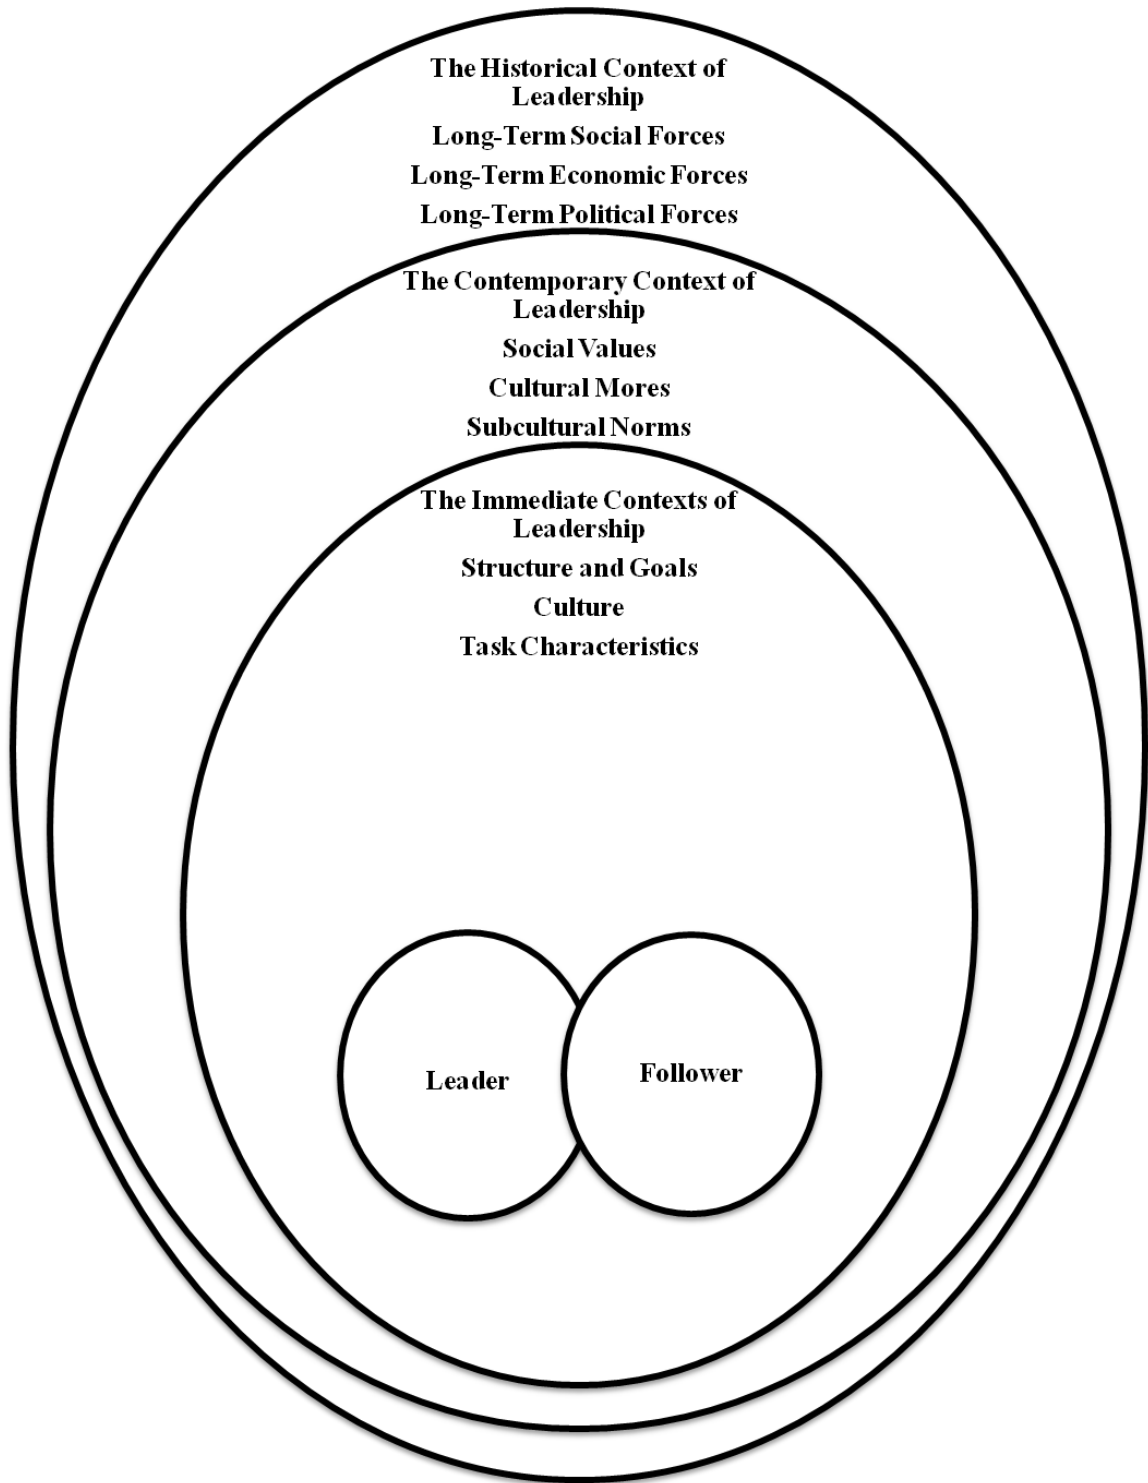 The Historical Context of
Leadership
Long-Term Social Forces
Long-Term Economic Forces
Long-Term Political Forces
The Contemporary Context of
Leadership
Social Values
Cultural Mores
Subcultural Norms
The Immediate Contexts of
Leadership
Structure and Goals
Culture
Task Characteristics
Leader
Follower